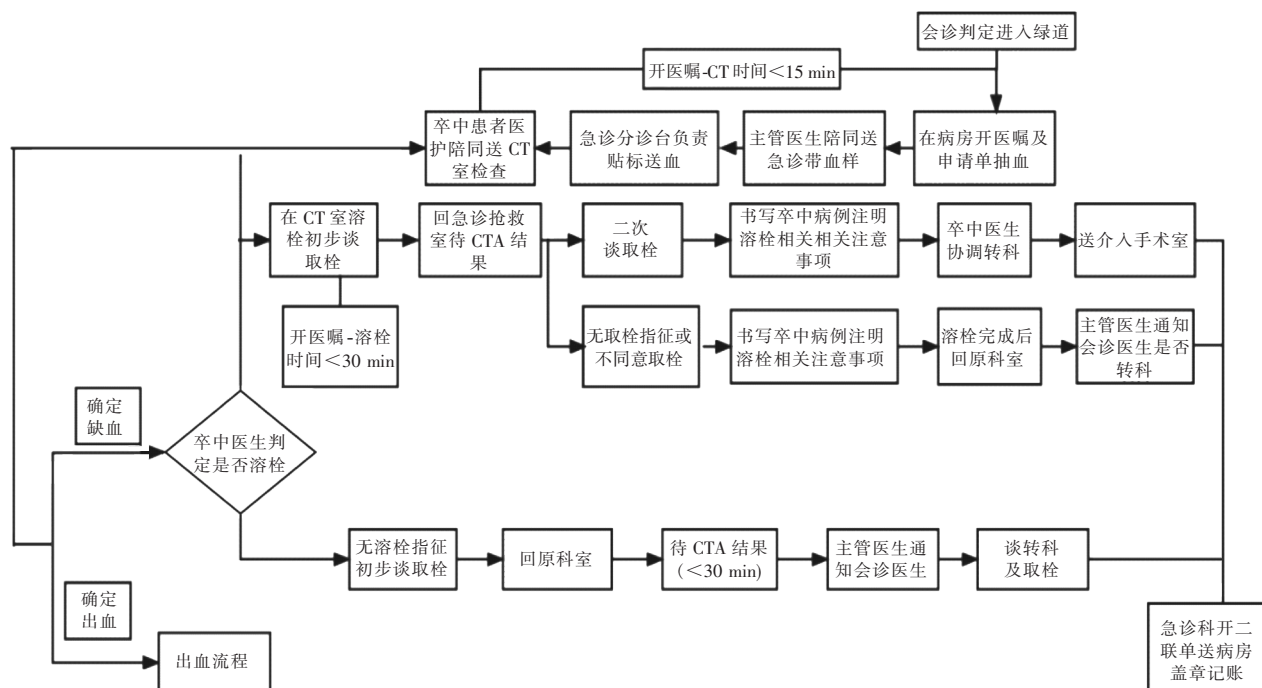 会诊判定进入绿道
开医嘱-CT 时间＜15 min
卒中患者医
护陪同送 CT
室检查
急诊分诊台负责
贴标送血
主管医生陪同送
急诊带血样
在病房开医嘱及
申请单抽血
在 CT 室溶
栓初步谈
取栓
回急诊抢救
室待 CTA 结
果
二次
谈取栓
书写卒中病例注明
溶栓相关相关注意
事项
卒中医生
协调转科
送介入手术室
开医嘱-溶栓
时间＜30 min
无取栓指征或
不同意取栓
书写卒中病例注明
溶栓相关注意事项
溶栓完成后
回原科室
主管医生通知
会诊医生是否
转科
确定
缺血
卒中医生判
定是否溶栓
无溶栓指征
初步谈取栓
回原科室
待 CTA 结果
(＜30 min)
主管医生通
知会诊医生
谈转科
及取栓
确定
出血
出血流程
急诊科开二
联单送病房
盖章记账